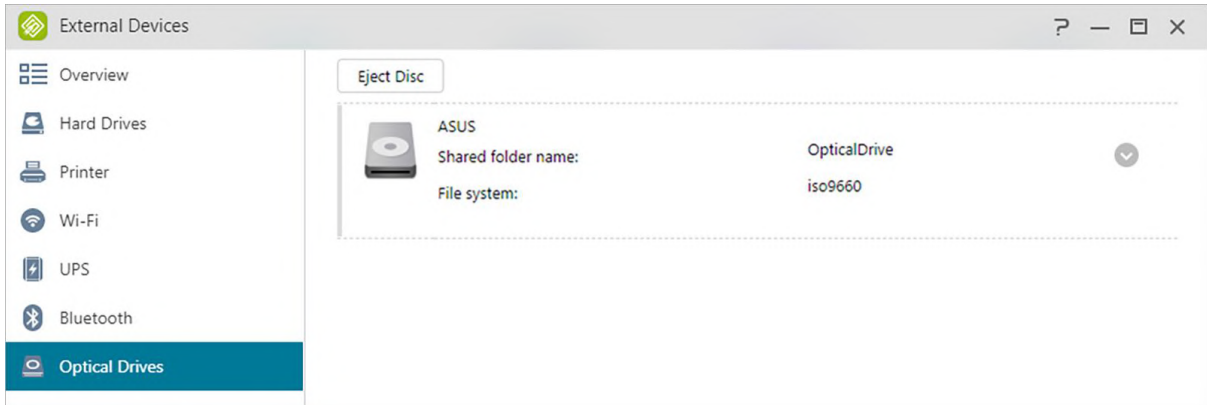 External Devices
Overview
Hard Drives
Printer
Wi-Fi
UPS
Bluetooth
Optical Drives
Eject Disc
ASUS
Shared folder name: OpticalDrive
File system: iso9660